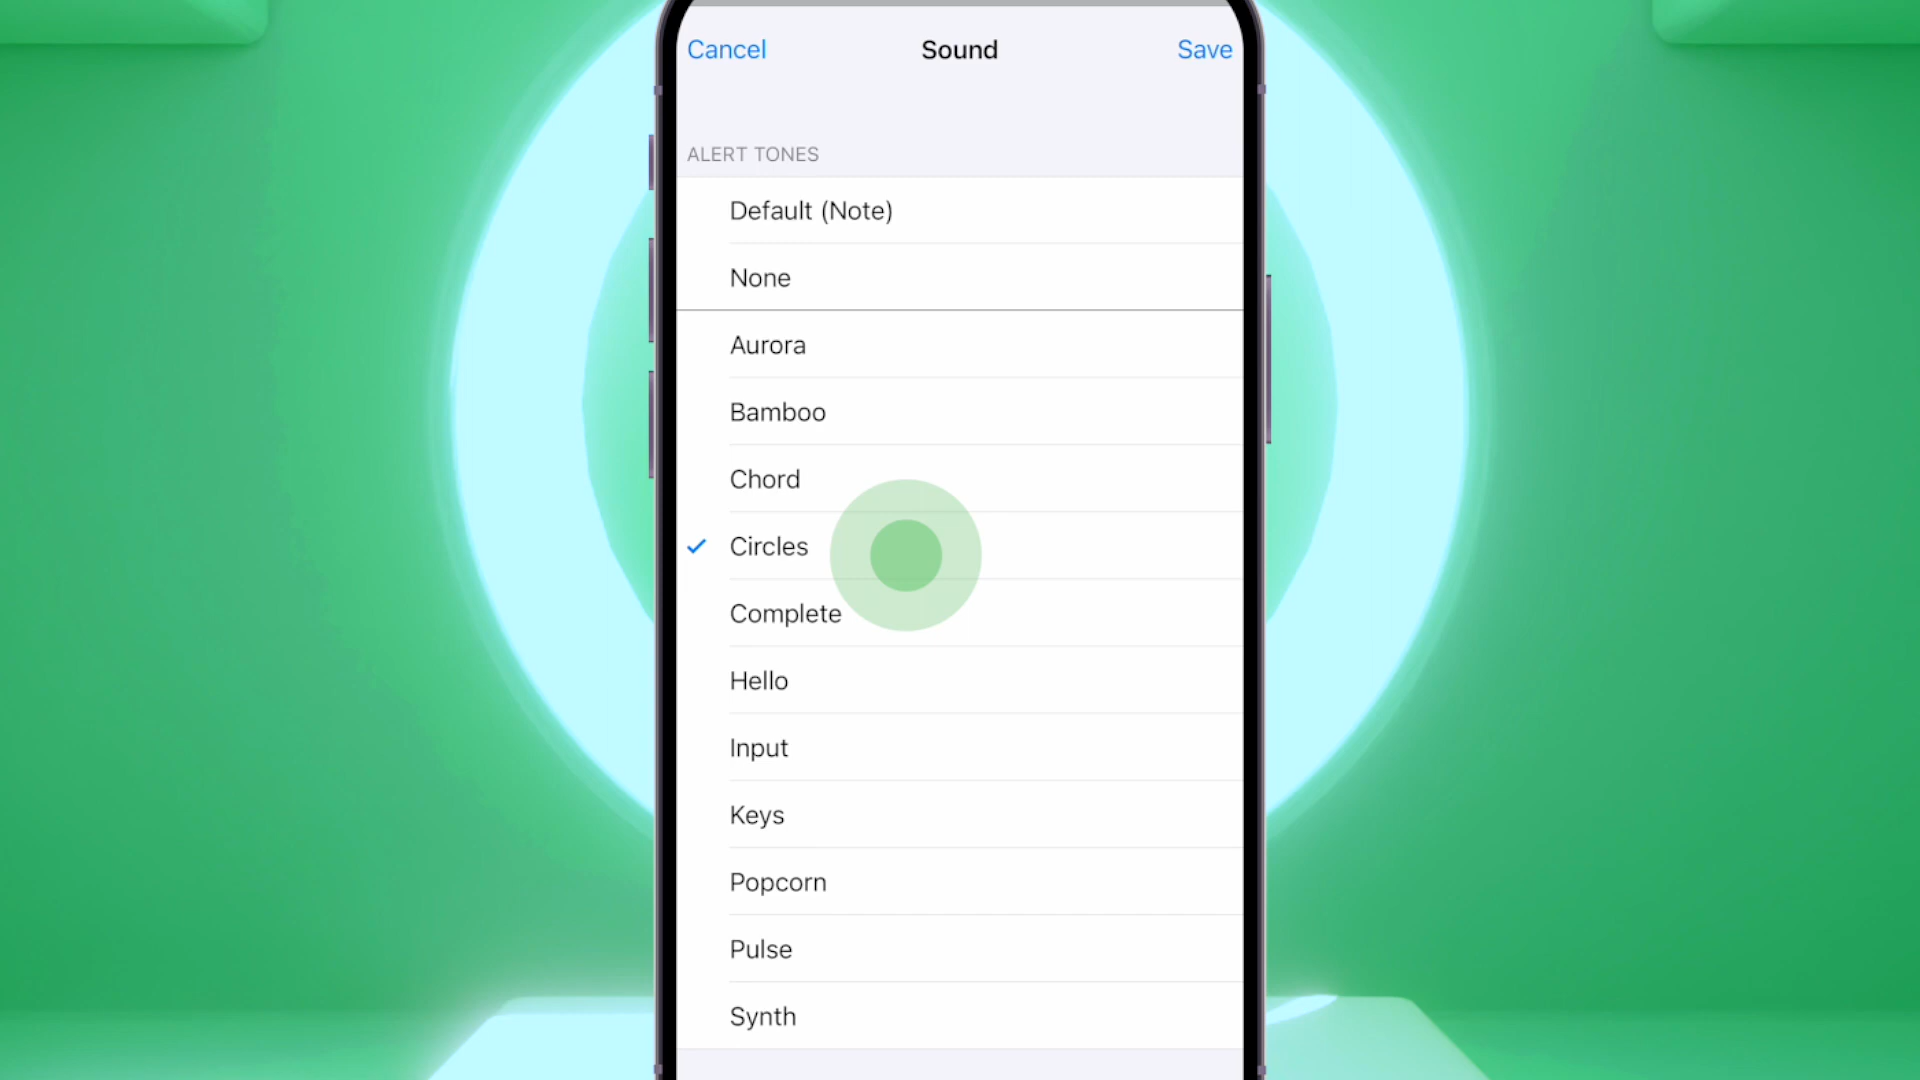 Cancel Sound Save
ALERT TONES
Default (Note)
None
Aurora
Bamboo
Chord
Circles
Complete
Hello
Input
Keys
Popcorn
Pulse
Synth